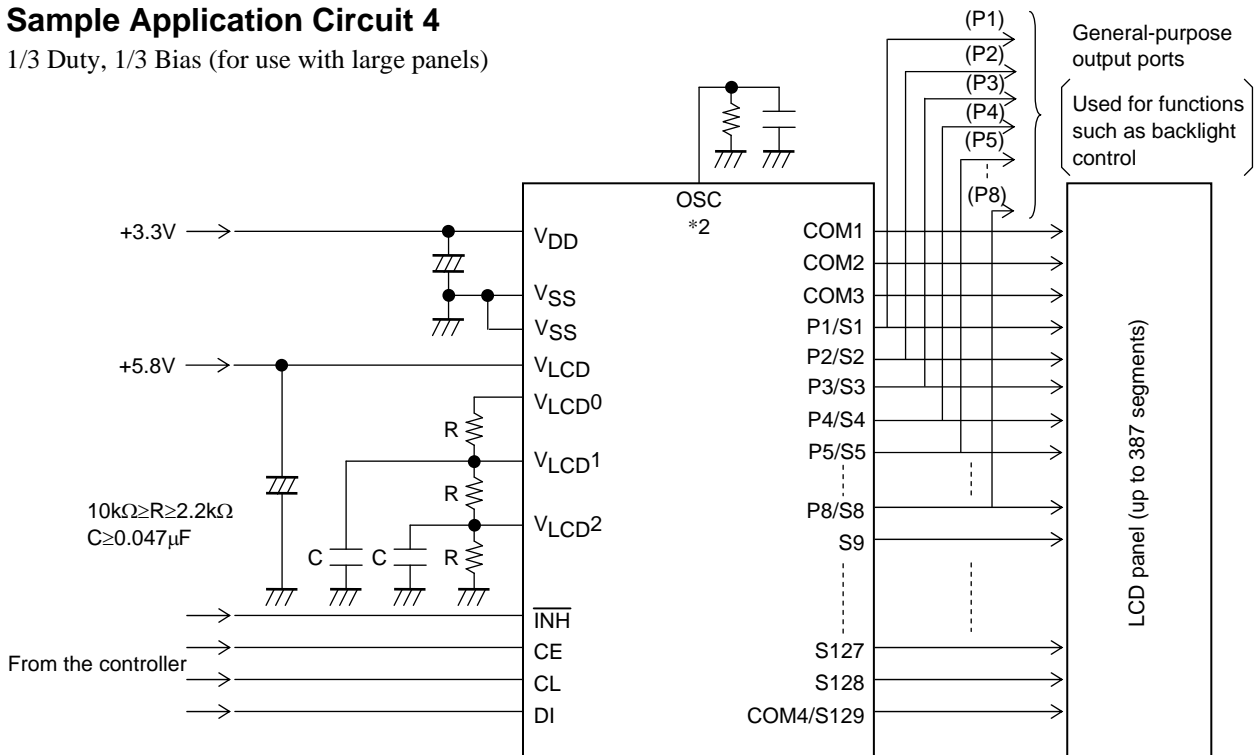 Sample Application Circuit 4
1/3 Duty, 1/3 Bias (for use with large panels)
(P1)
(P2)
(P3)
(P4)
(P5)
(P8)
General-purpose
output ports
Used for functions
such as backlight
control
OSC
*2
+3.3V
VDD
VSS
VSS
+5.8V
VLCD
VLCD0
R
VLCD1
R
VLCD2
R
C
C
10kΩ≥R≥2.2kΩ
C≥0.047μF
From the controller
INH
CE
CL
DI
COM1
COM2
COM3
P1/S1
P2/S2
P3/S3
P4/S4
P5/S5
P8/S8
S9
S127
S128
COM4/S129
LCD panel (up to 387 segments)